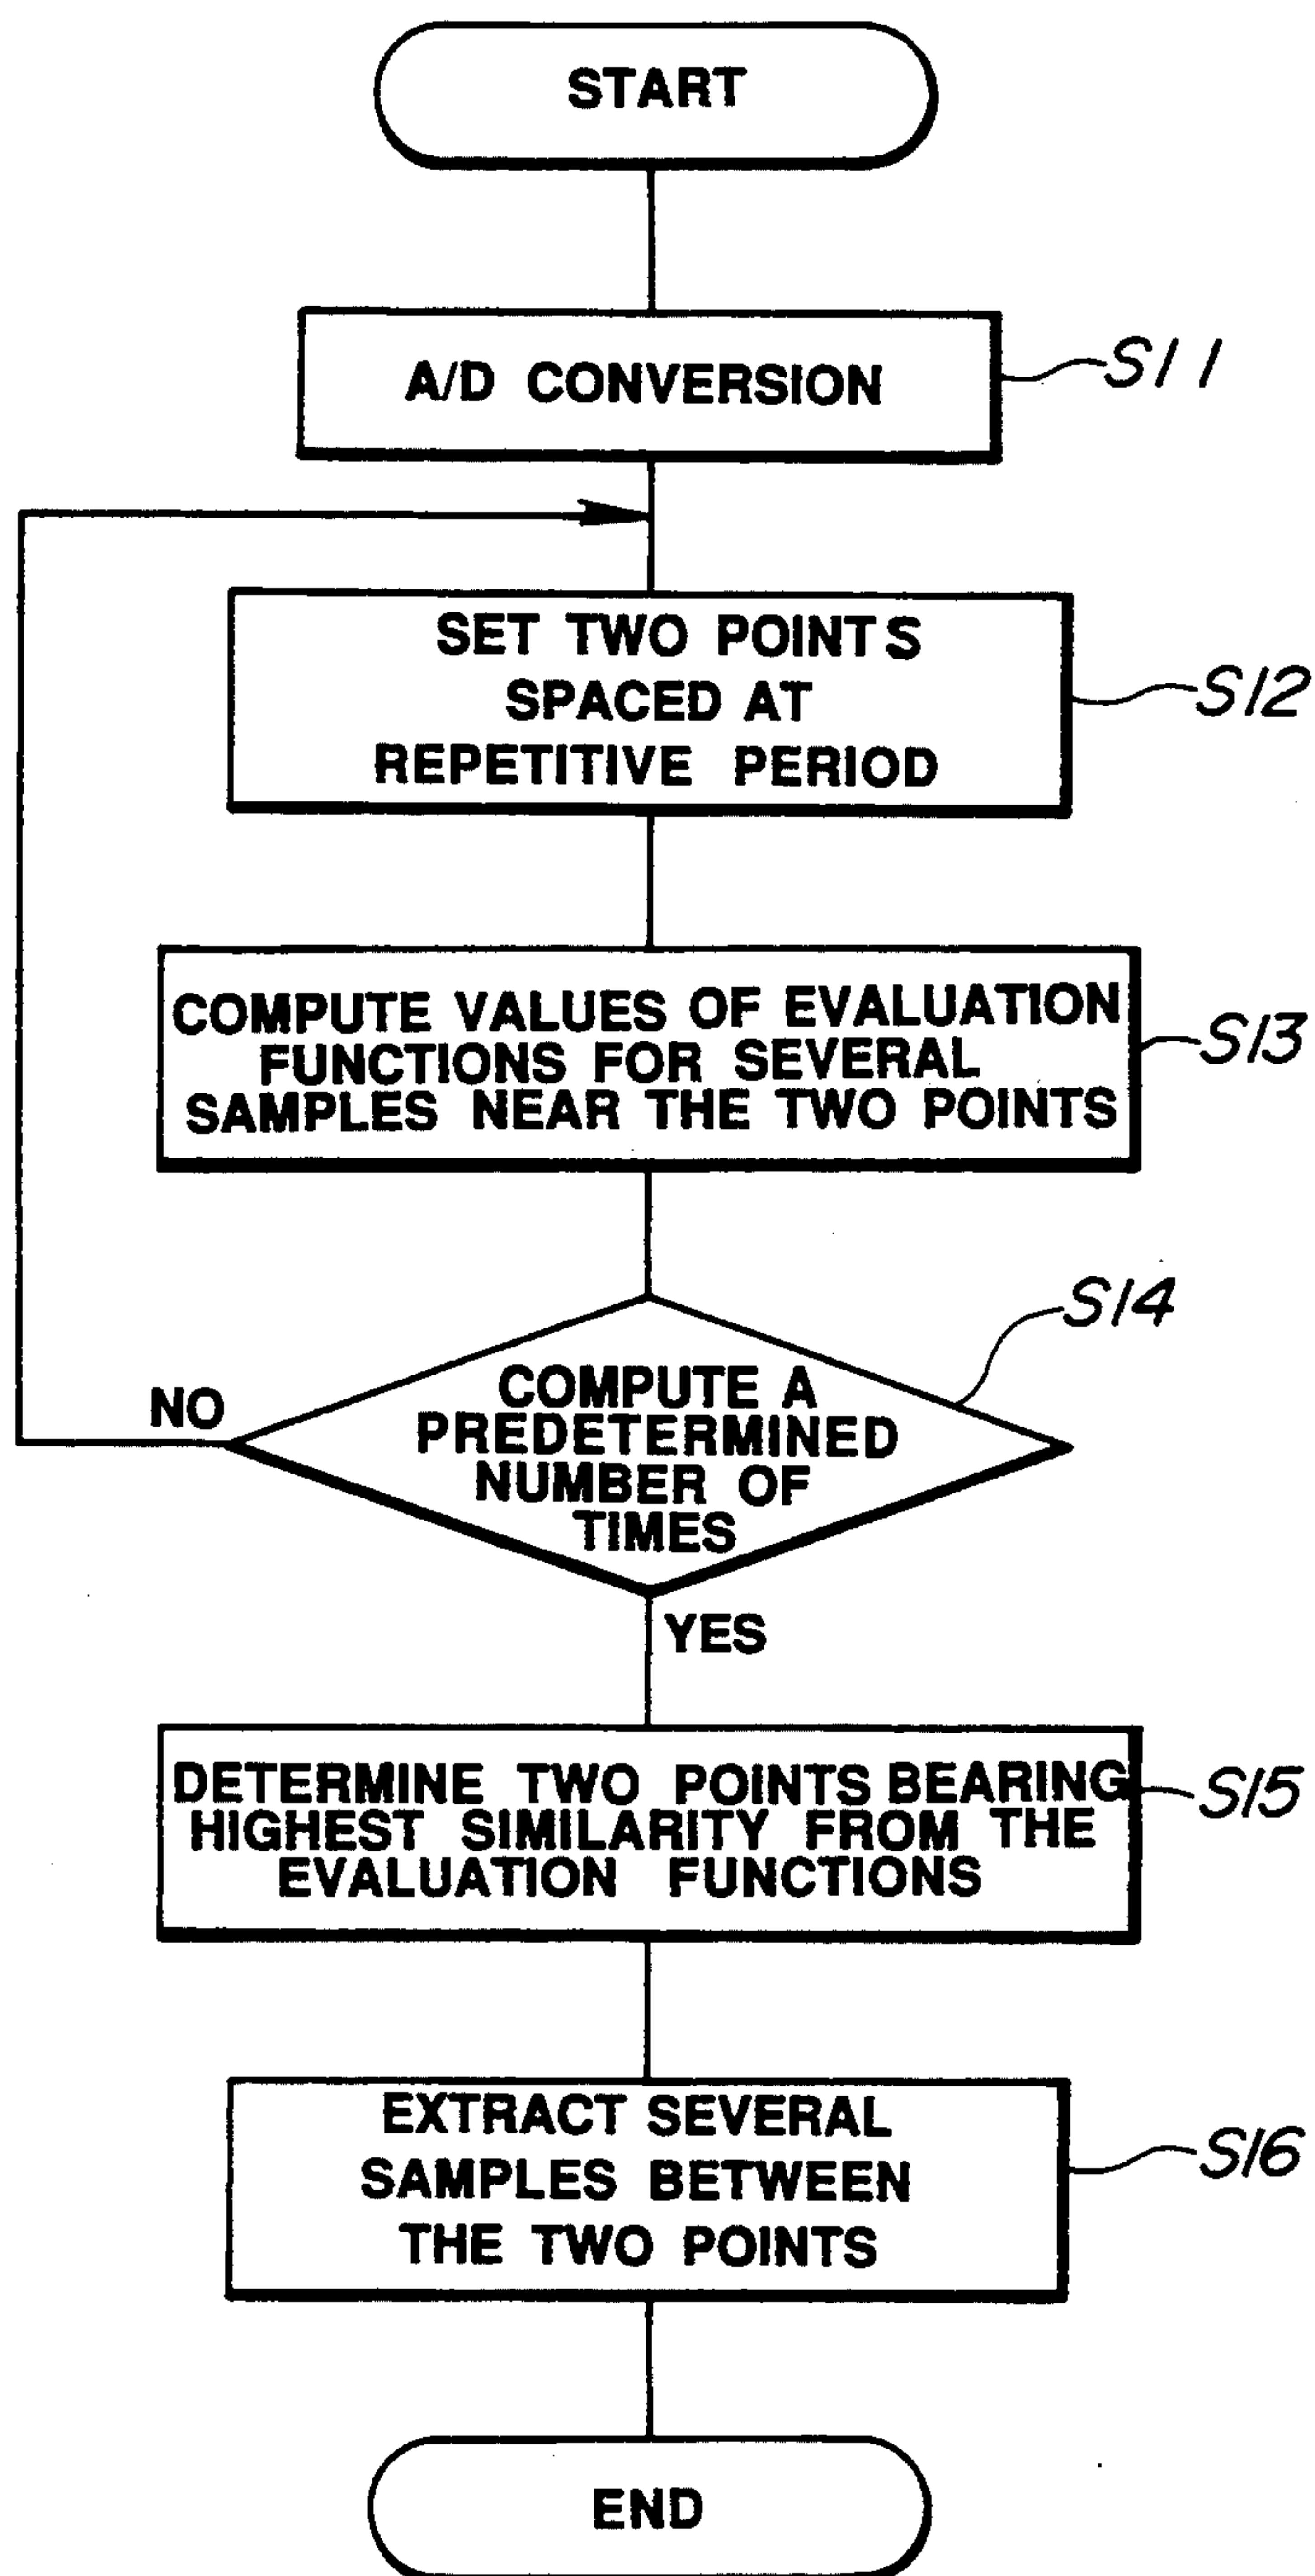 START
A/D CONVERSION
S11
SET TWO POINTS
SPACED AT
REPETITIVE PERIOD
S12
COMPUTE VALUES OF EVALUATION
FUNCTIONS FOR SEVERAL
SAMPLES NEAR THE TWO POINTS
S13
S14
COMPUTE A
PREDETERMINED
NUMBER OF
TIMES
NO
YES
DETERMINE TWO POINTS BEARING
HIGHEST SIMILARITY FROM THE
EVALUATION FUNCTIONS
S15
EXTRACT SEVERAL
SAMPLES BETWEEN
THE TWO POINTS
S16
END